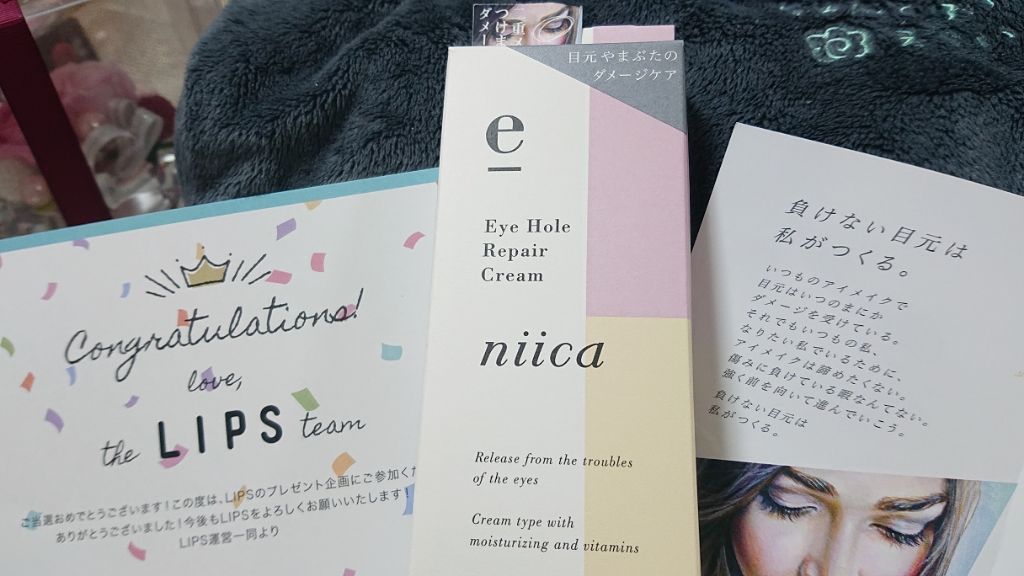 Congratulations!
love,
the LIPS team
ご当選おめでとうございます！この度は、LIPSのプレゼント企画にご参加くだ
ありがとうございました！今後もLIPSをよろしくお願いいたします！
LIPS運営一同より
つけま
ダメー
目元やまぶたの
ダメージケア
e
Eye Hole
Repair
Cream
niica
Release from the troubles
of the eyes
Cream type with
moisturizing and vitamins
負けない目元は
私がつくる。
いつものアイメイクで
目元はいつのまにか
ダメージを受けている。
それでもいつもの私、
なりたい私でいるために、
アイメイクは諦めたくない。
傷みに負けている暇なんてない。
強く前を向いて進んでいこう。
負けない目元は
私がつくる。